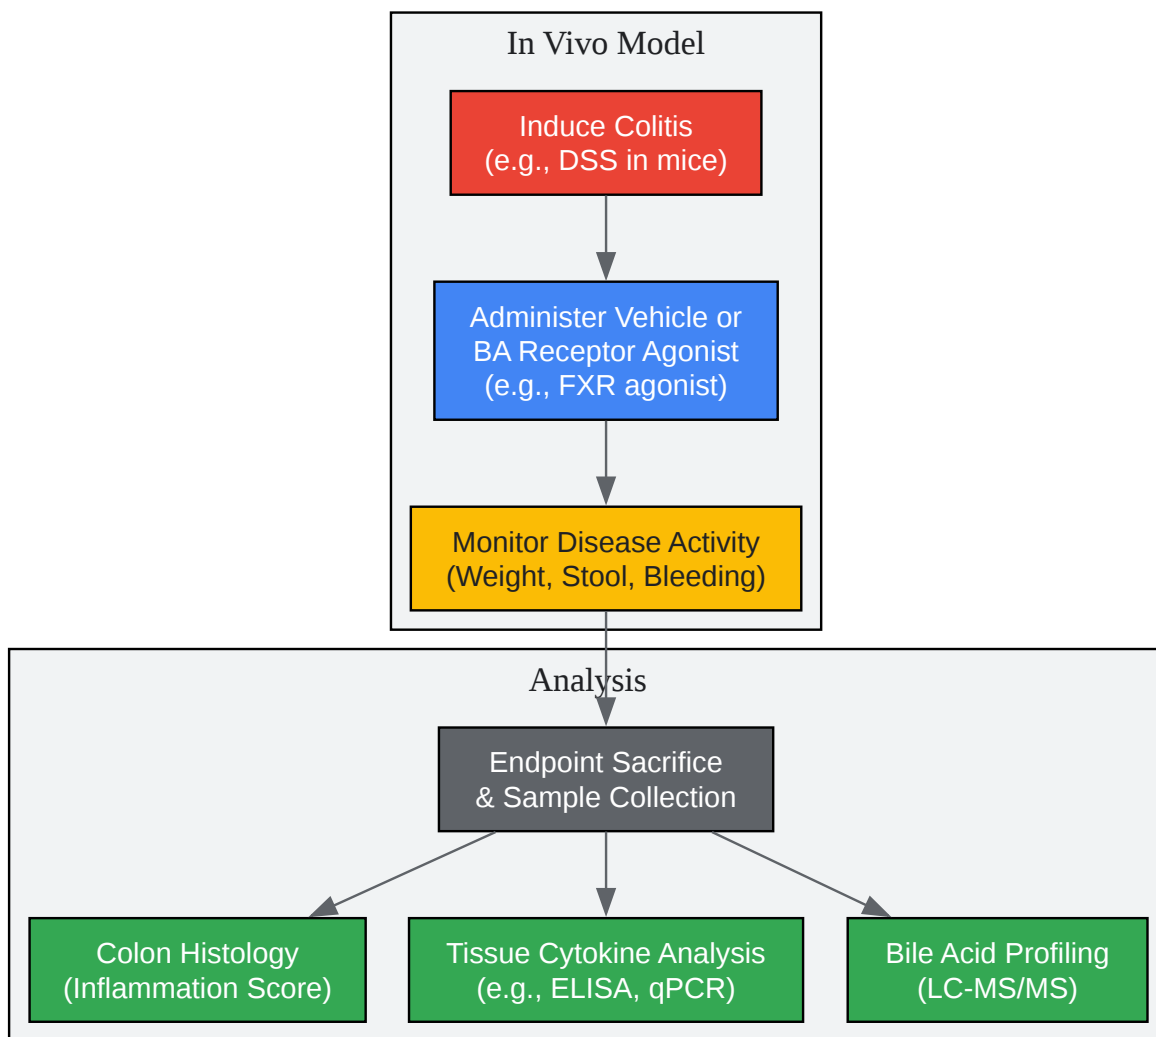 In Vivo Model
Induce Colitis
(e.g., DSS in mice)
Administer Vehicle or
BA Receptor Agonist
(e.g., FXR agonist)
Monitor Disease Activity
(Weight, Stool, Bleeding)
Analysis
Endpoint Sacrifice
& Sample Collection
Colon Histology
(Inflammation Score)
Tissue Cytokine Analysis
(e.g., ELISA, qPCR)
Bile Acid Profiling
(LC-MS/MS)